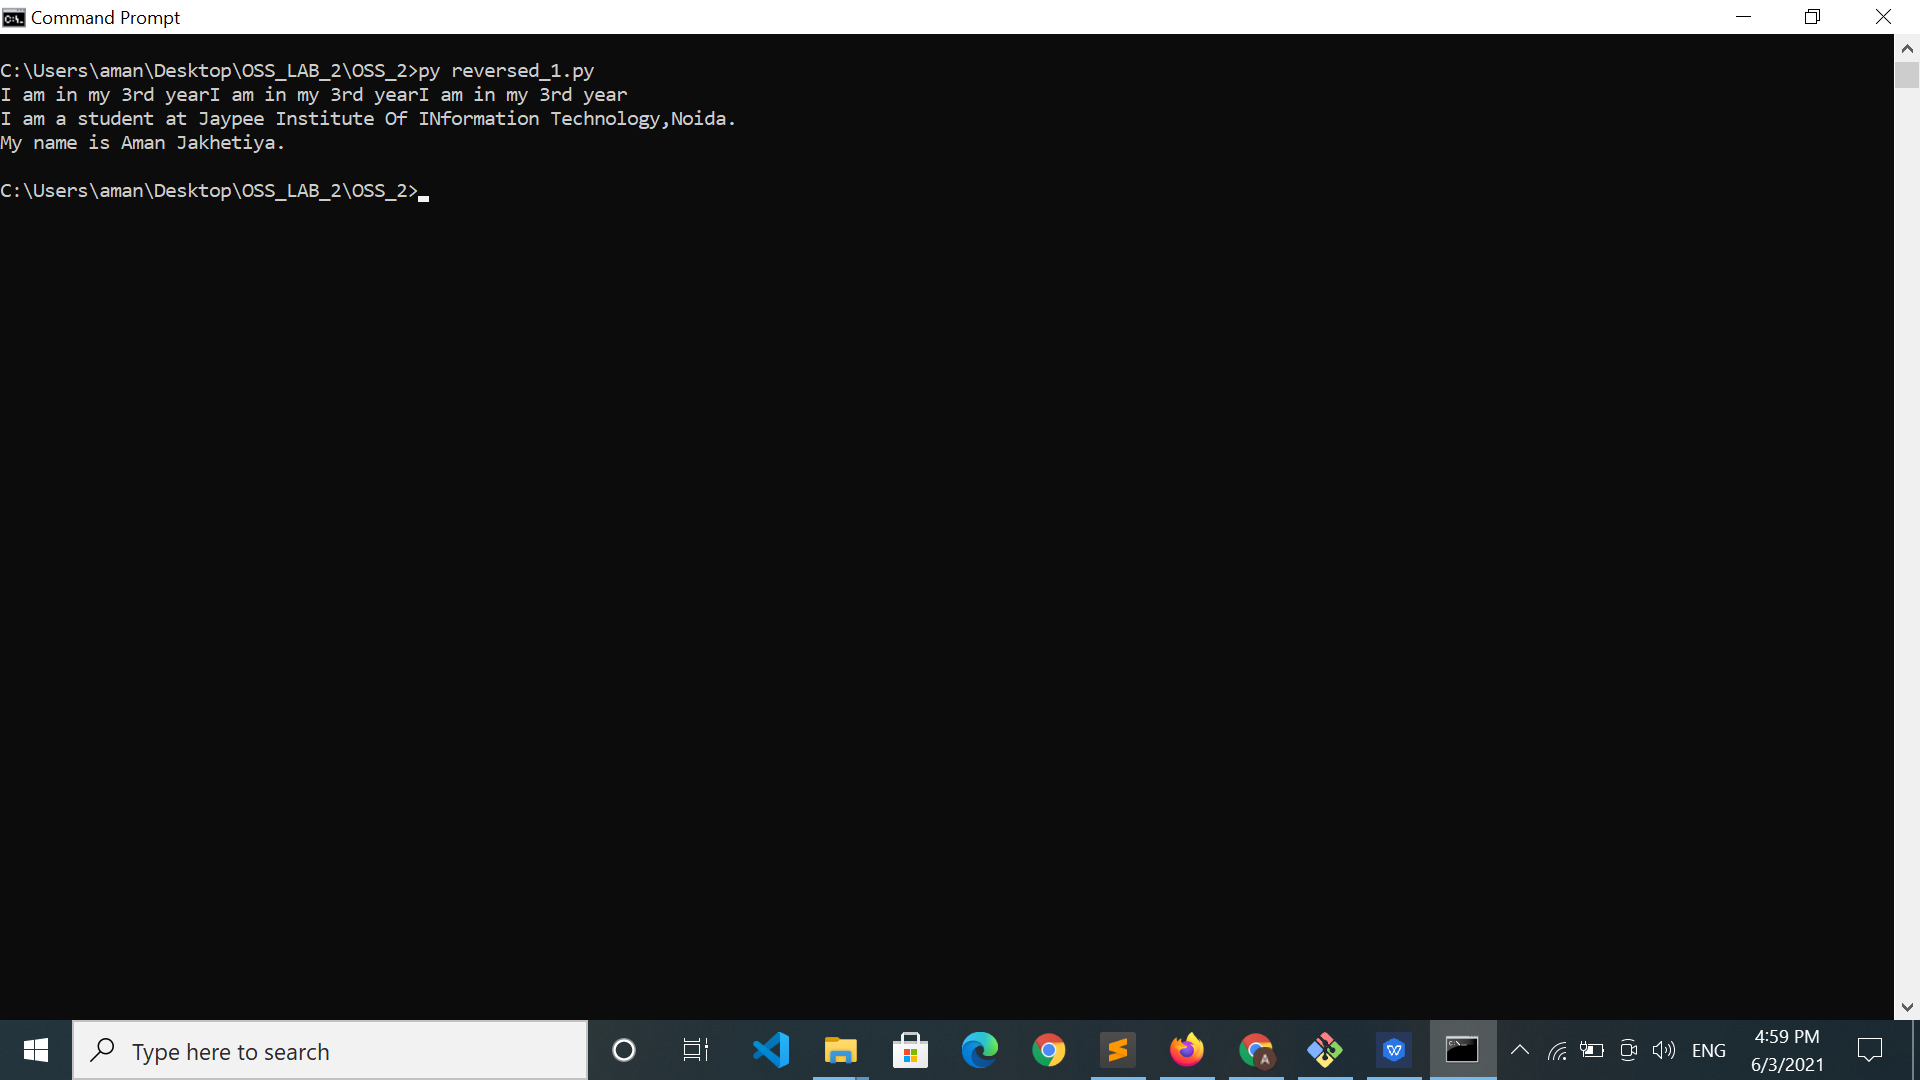 Command Prompt
C:\Users\aman\Desktop\OSS_LAB_2\OSS_2>py reversed_1.py
I am in my 3rd yearI am in my 3rd yearI am in my 3rd year
I am a student at Jaypee Institute Of INformation Technology,Noida.
My name is Aman Jakhetiya.
C:\Users\aman\Desktop\OSS_LAB_2\OSS_2>
Type here to search
ENG
4:59 PM
6/3/2021